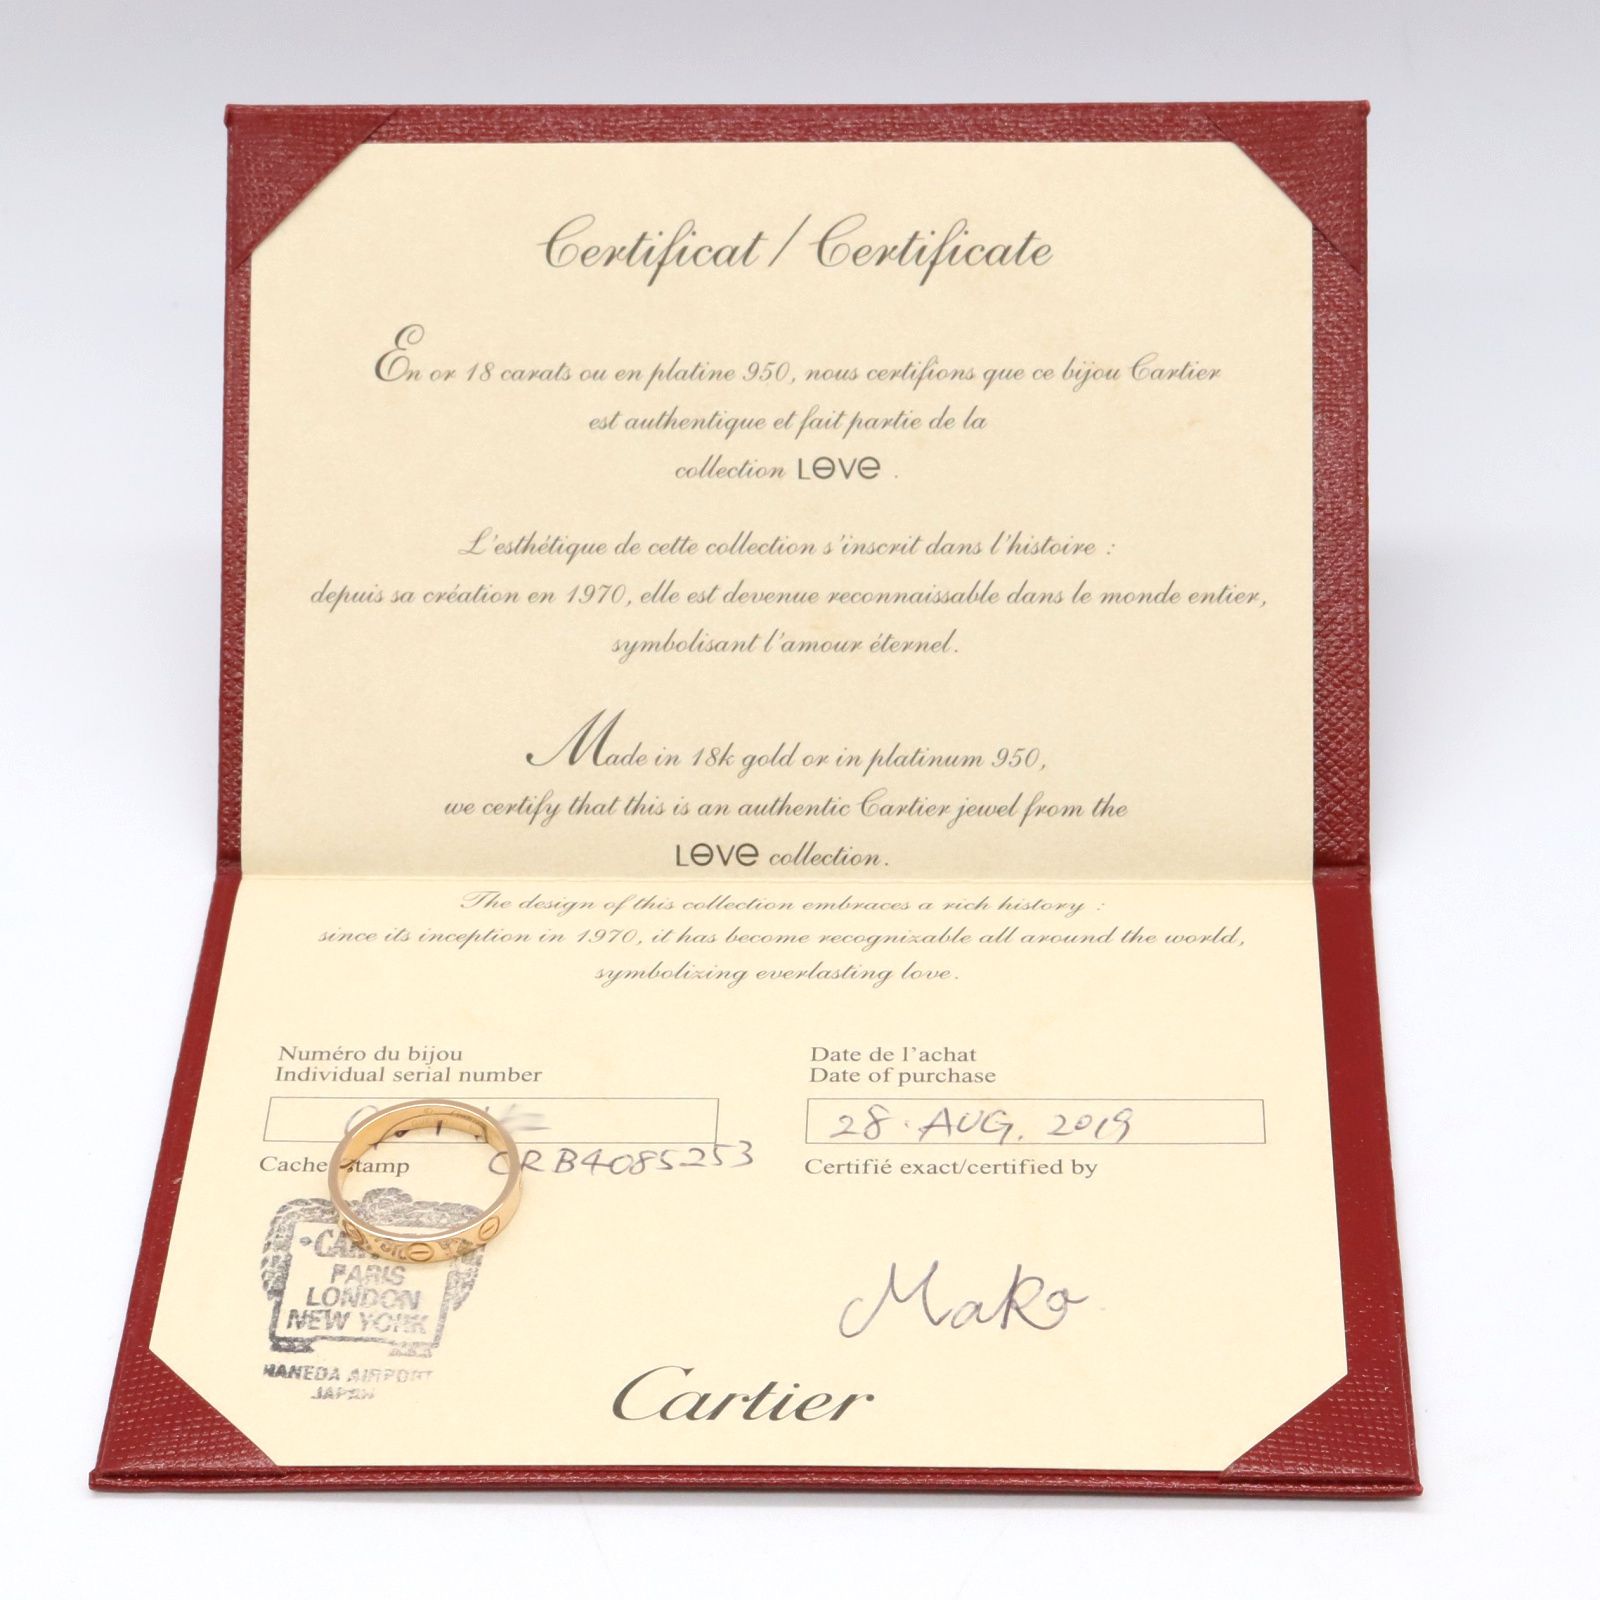 Certificat / Certificate
En or 18 carats ou en platine 950, nous certifions que ce bijou Cartier
est authentique et fait partie de la
collection LOVE .
L'esthétique de cette collection s'inscrit dans l'histoire :
depuis sa création en 1970, elle est devenue reconnaissable dans le monde entier,
symbolisant l'amour éternel.
Made in 18k gold or in platinum 950,
we certify that this is an authentic Cartier jewel from the
LOVE collection.
The design of this collection embraces a rich history :
since its inception in 1970, it has become recognizable all around the world,
symbolizing everlasting love.
Numéro du bijou
Individual serial number
Date de l'achat
Date of purchase
28. AUG. 2019
CRB4085253
Cachet/stamp
Certifié exact/certified by
PARIS
LONDON
NEW YORK
HANEDA AIRPORT
JAPAN
Mako
Cartier